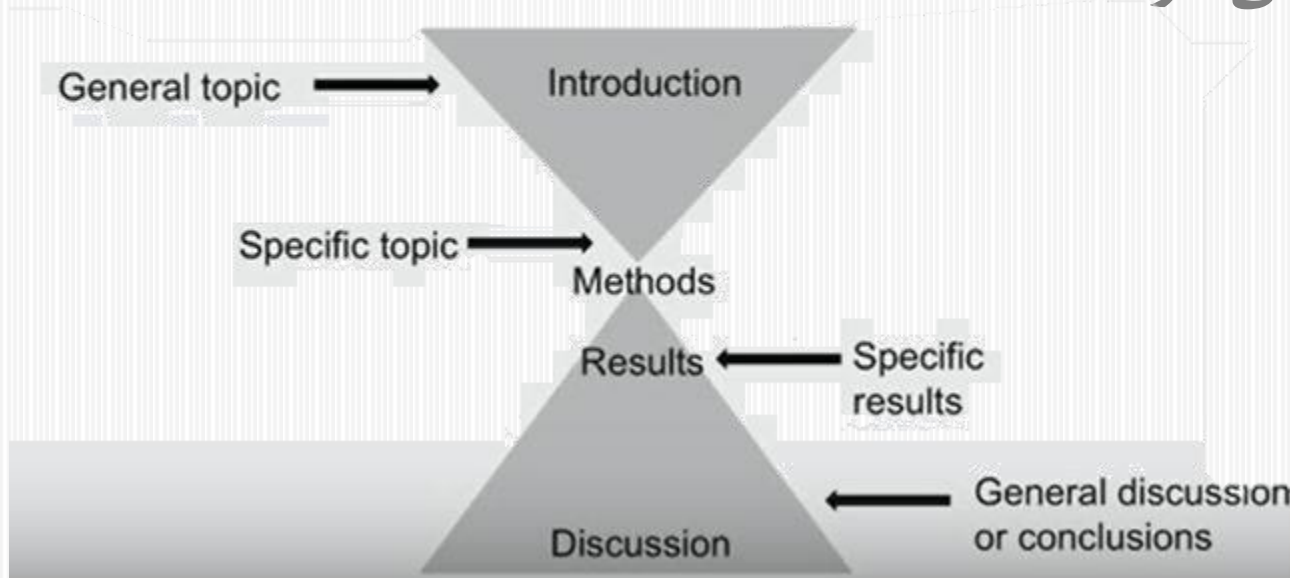 General topic
Introduction
Specific topic
Methods
Results
Specific
results
General discussion
or conclusions
Discussion